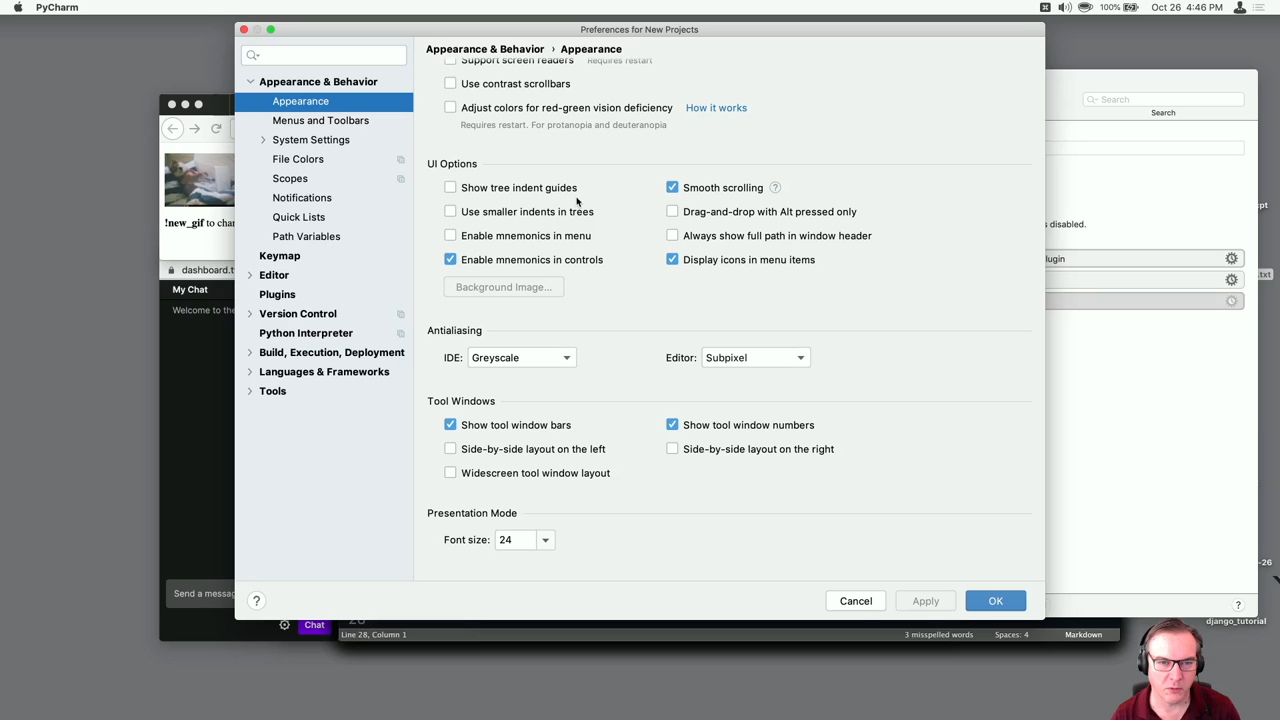 PyCharm
100%
Oct 26 4:46 PM
Preferences for New Projects
Appearance & Behavior
Appearance
Menus and Toolbars
System Settings
File Colors
Scopes
Notifications
Quick Lists
Path Variables
Keymap
Editor
Plugins
Version Control
Python Interpreter
Build, Execution, Deployment
Languages & Frameworks
Tools
Appearance & Behavior › Appearance
Support screen readers Requires restart
Use contrast scrollbars
Adjust colors for red-green vision deficiency How it works
Requires restart. For protanopia and deuteranopia
UI Options
Show tree indent guides
Smooth scrolling ?
Use smaller indents in trees
Drag-and-drop with Alt pressed only
Enable mnemonics in menu
Always show full path in window header
Enable mnemonics in controls
Display icons in menu items
Background Image...
Antialiasing
IDE: Greyscale
Editor: Subpixel
Tool Windows
Show tool window bars
Show tool window numbers
Side-by-side layout on the left
Side-by-side layout on the right
Widescreen tool window layout
Presentation Mode
Font size: 24
?
Cancel
Apply
OK
!new_gif to char
dashboard.t
My Chat
Welcome to the
Send a messag
Chat
28
Line 28, Column 1
3 misspelled words
Spaces: 4
Markdown
Search
Search
cpt
is disabled.
lugin
.txt
-26
?
django_tutorial